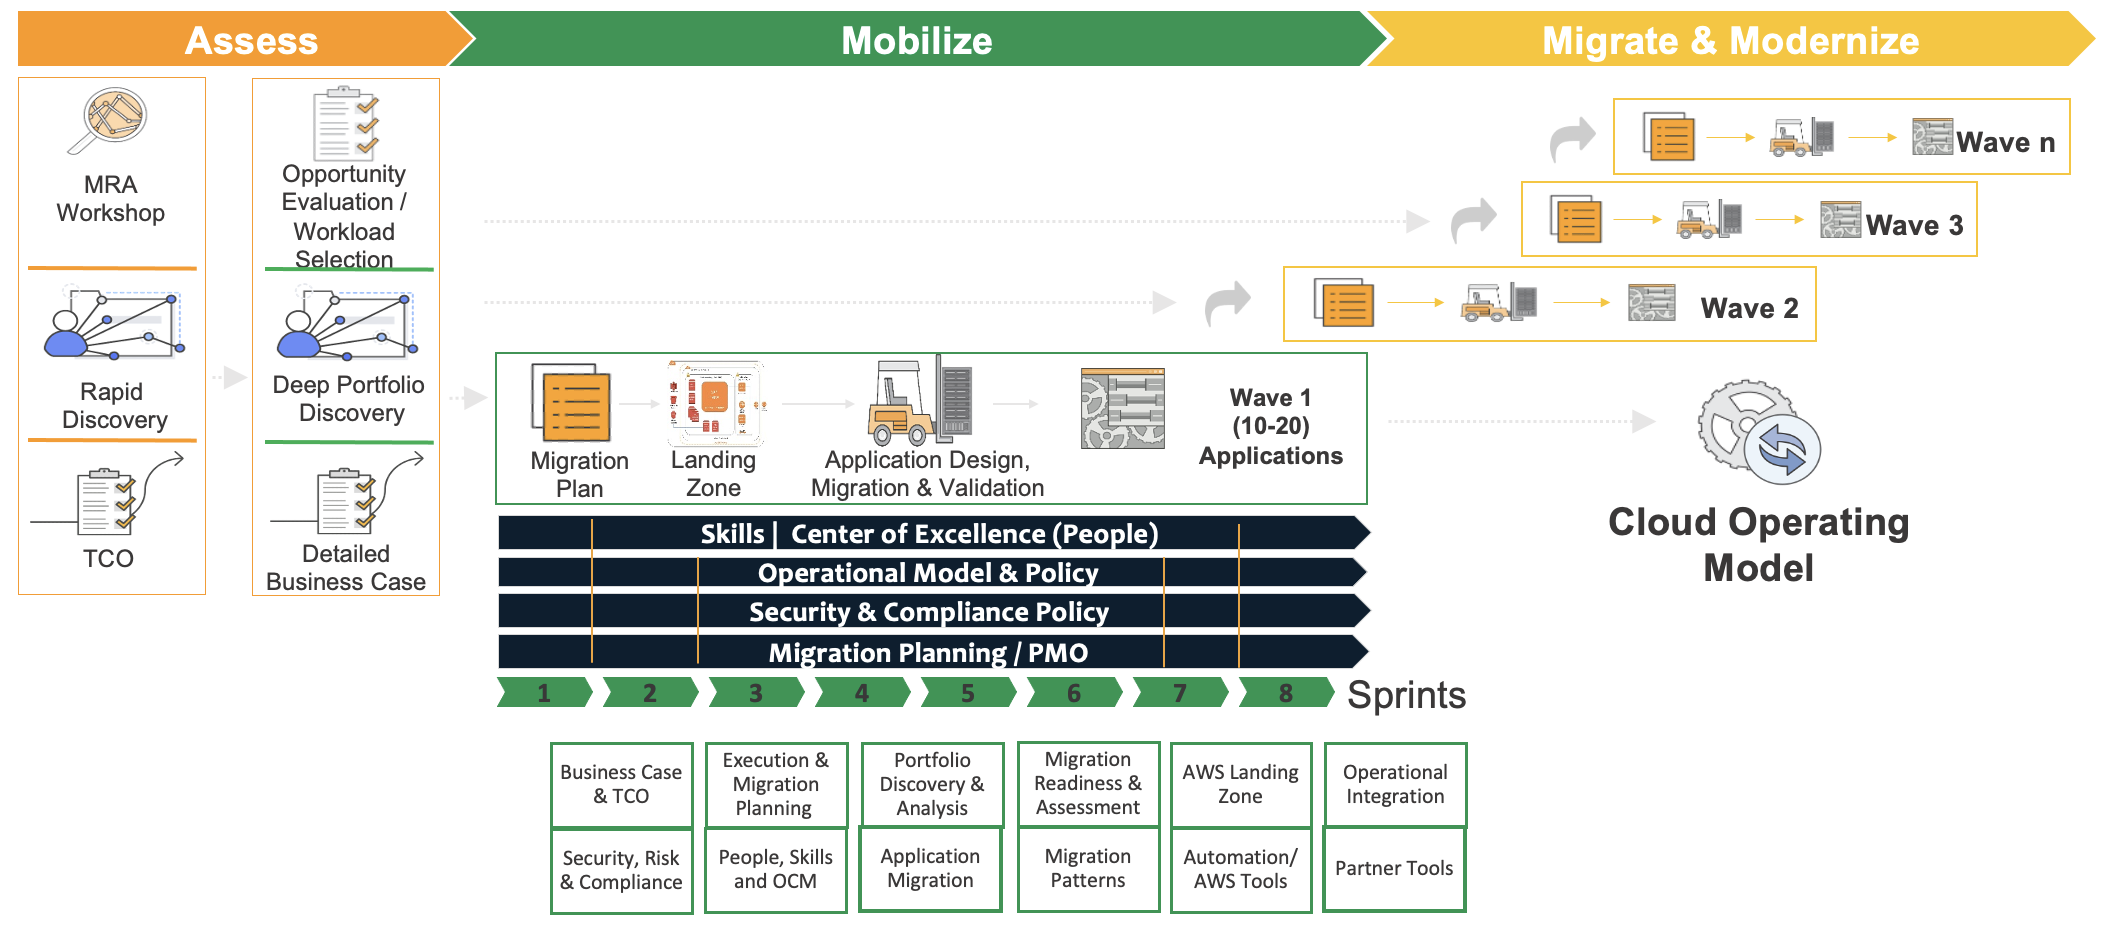 Assess
Mobilize
Migrate & Modernize
MRA
Workshop
Rapid
Discovery
TCO
Opportunity
Evaluation /
Workload
Selection
Deep Portfolio
Discovery
Detailed
Business Case
Wave n
Wave 3
Wave 2
Migration
Plan
Landing
Zone
Application Design,
Migration & Validation
Wave 1
(10-20)
Applications
Cloud Operating
Model
Skills | Center of Excellence (People)
Operational Model & Policy
Security & Compliance Policy
Migration Planning / PMO
1 2 3 4 5 6 7 8 Sprints
Business Case
& TCO
Execution &
Migration
Planning
Portfolio
Discovery &
Analysis
Migration
Readiness &
Assessment
AWS Landing
Zone
Operational
Integration
Security, Risk
& Compliance
People, Skills
and OCM
Application
Migration
Migration
Patterns
Automation/
AWS Tools
Partner Tools